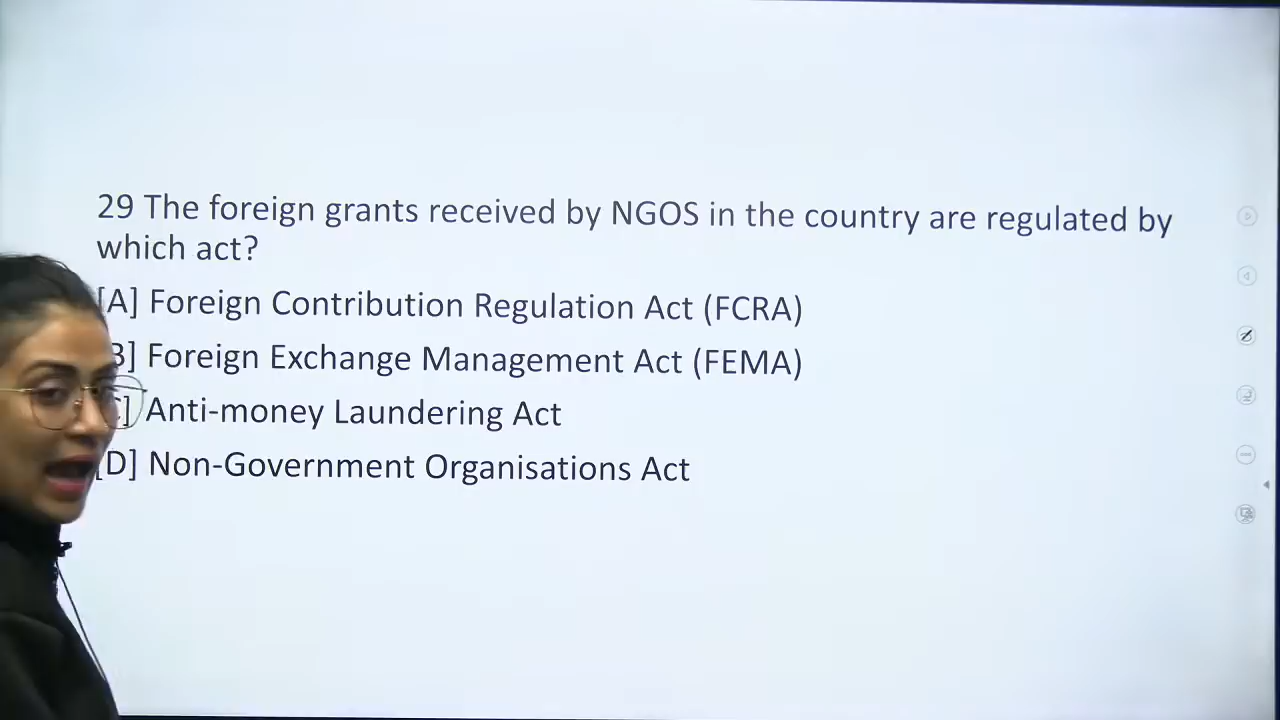 29 The foreign grants received by NGOS in the country are regulated by
which act?
[A] Foreign Contribution Regulation Act (FCRA)
B] Foreign Exchange Management Act (FEMA)
] Anti-money Laundering Act
[D] Non-Government Organisations Act